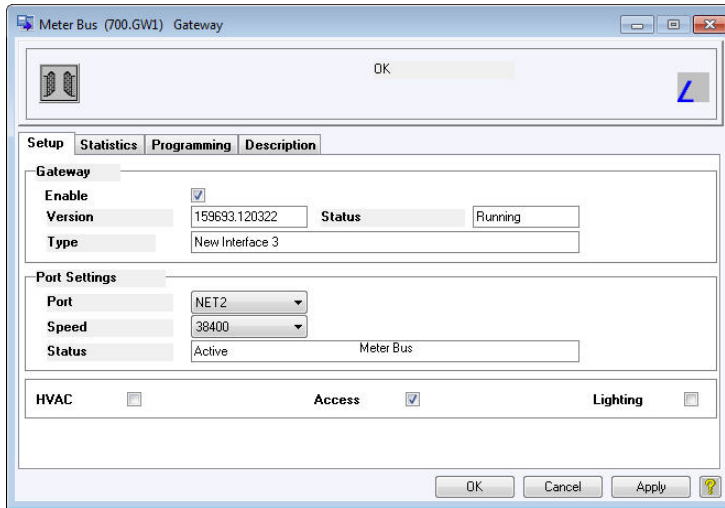 Meter Bus (700.GW1) Gateway
OK
Setup Statistics Programming Description
Gateway
Enable
Version 159693.120322 Status Running
Type New Interface 3
Port Settings
Port NET2
Speed 38400
Status Active Meter Bus
HVAC Access Lighting
OK Cancel Apply ?